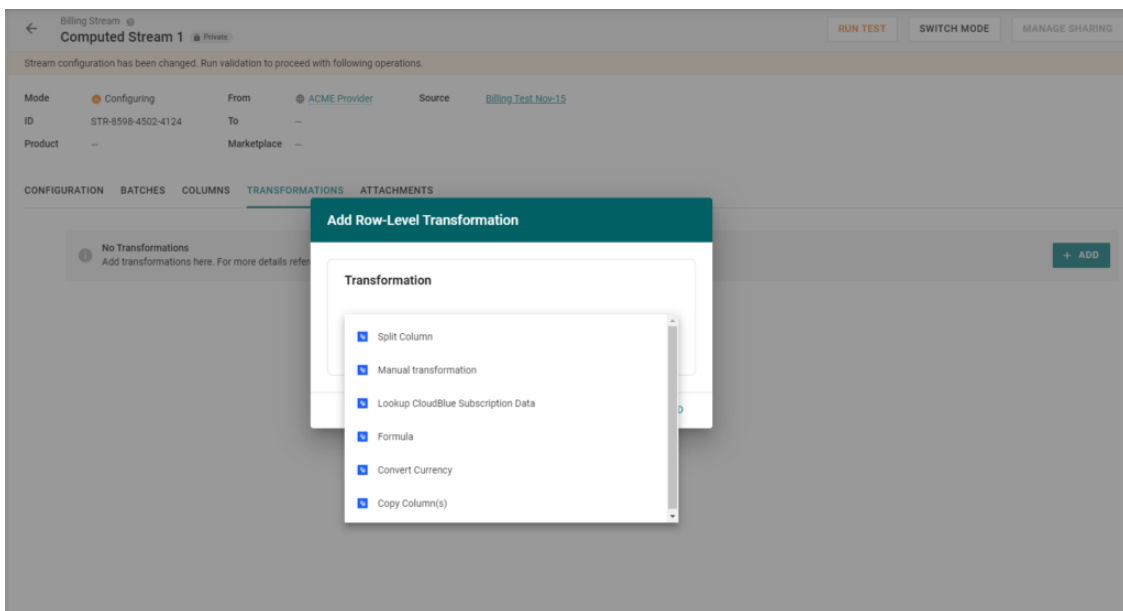 Billing Stream
Computed Stream 1 Private
RUN TEST SWITCH MODE MANAGE SHARING
Stream configuration has been changed. Run validation to proceed with following operations.
Mode Configuring From ACME Provider Source Billing Test Nov-15
ID STR-8598-4502-4124 To —
Product — Marketplace —
CONFIGURATION BATCHES COLUMNS TRANSFORMATIONS ATTACHMENTS
Add Row-Level Transformation
No Transformations
Add transformations here. For more details refer
+ ADD
Transformation
Split Column
Manual transformation
Lookup CloudBlue Subscription Data
Formula
Convert Currency
Copy Column(s)